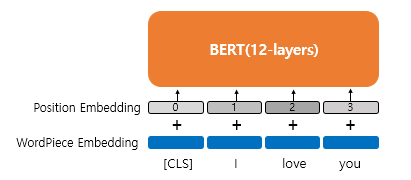 BERT(12-layers)
Position Embedding 0 1 2 3
+ + + +
WordPiece Embedding
[CLS] I love you